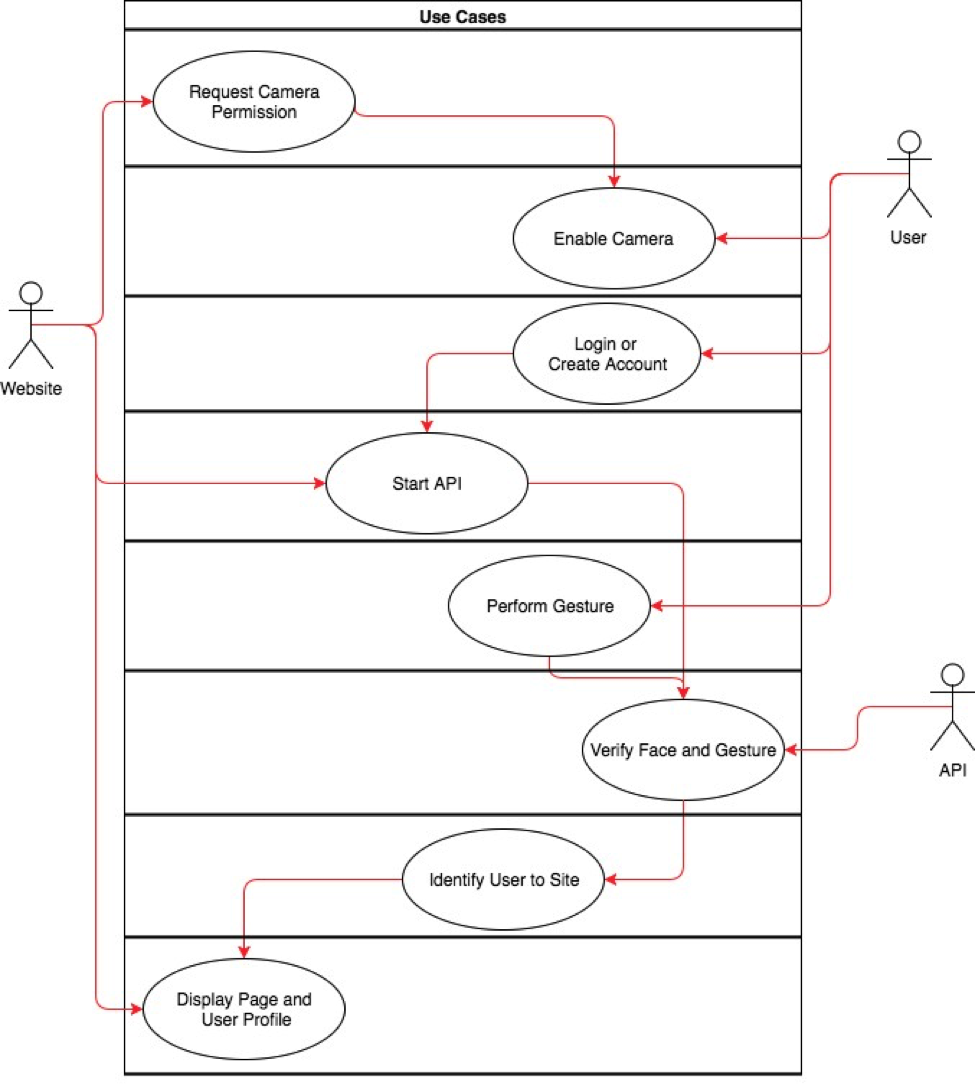 Use Cases
Request Camera
Permission
User
Enable Camera
Website
Login or
Create Account
Start API
Perform Gesture
API
Verify Face and Gesture
Identify User to Site
Display Page and
User Profile